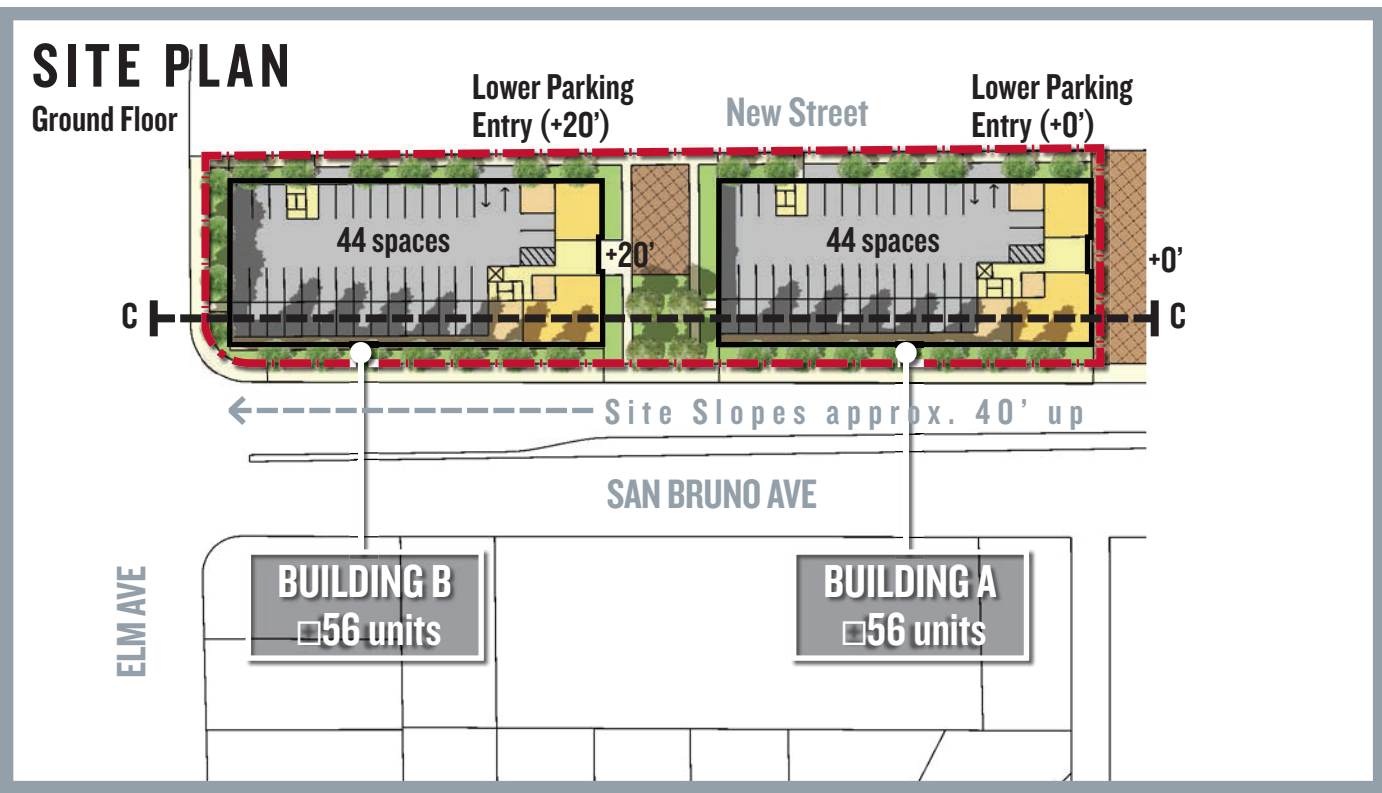 SITE PLAN
Ground Floor
Lower Parking
Entry (+20')
New Street
Lower Parking
Entry (+0')
44 spaces
+20'
44 spaces
+0'
C
C
Site Slopes approx. 40' up
SAN BRUNO AVE
ELM AVE
BUILDING B
□56 units
BUILDING A
□56 units